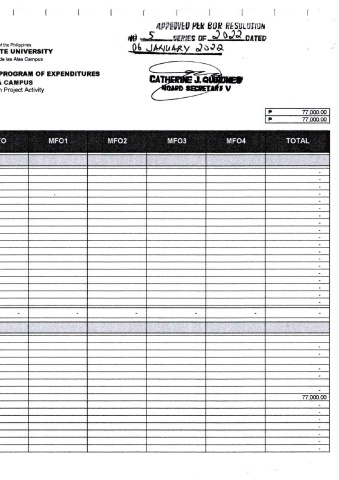 APPROVED PER BOR RESOLUTION
NO 5 SERIES OF 2022 DATED
06 JANUARY 2022
of the Philippines
TE UNIVERSITY
de las Alas Campus
PROGRAM OF EXPENDITURES
CAMPUS
n Project Activity
CATHERINE J. QUIÑONES
BOARD SECRETARY V
₱ 77,000.00
₱ 77,000.00
O MFO1 MFO2 MFO3 MFO4 TOTAL
- - - - - -
77,000.00